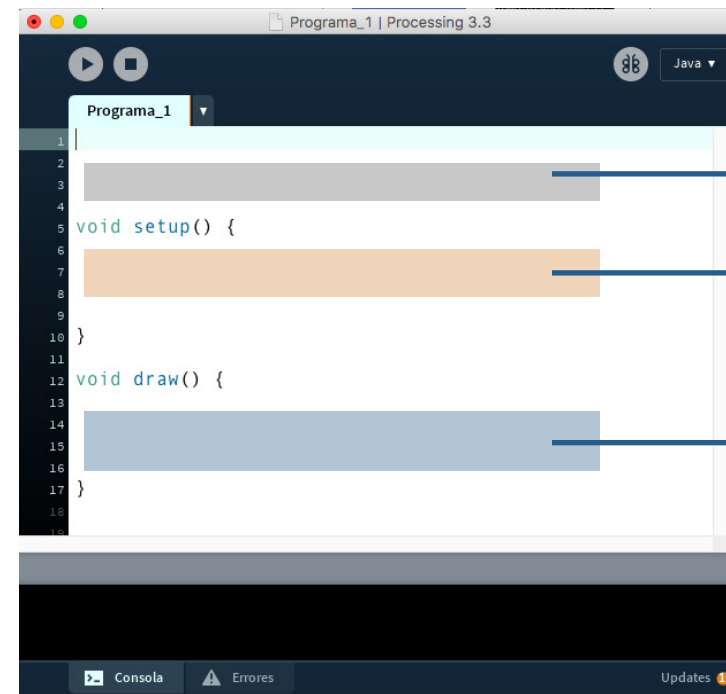 Programa_1 | Processing 3.3
Java ▼
Programa_1 ▼
1
2
3
4
5 void setup() {
6
7
8
9
10 }
11
12 void draw() {
13
14
15
16
17 }
18
19
Consola Errores Updates